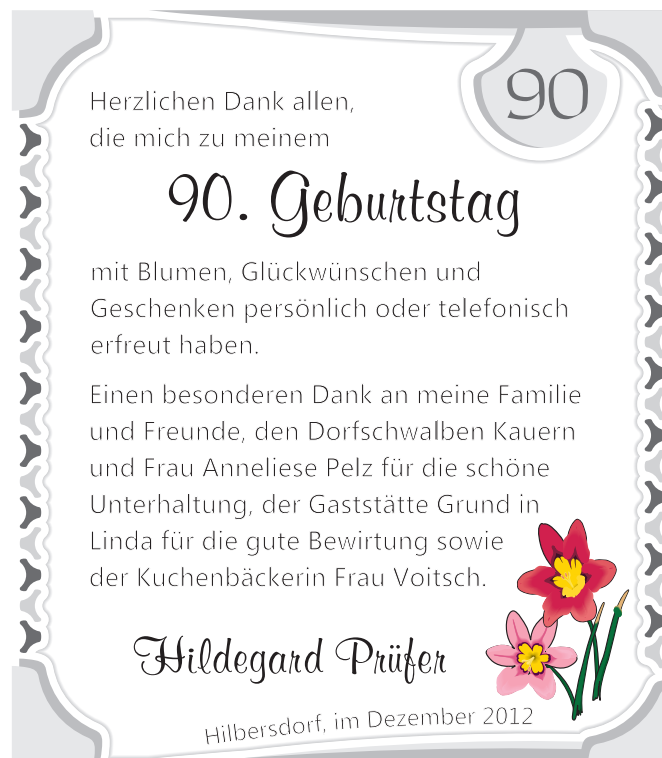 90
Herzlichen Dank allen,
die mich zu meinem
90. Geburtstag
mit Blumen, Glückwünschen und
Geschenken persönlich oder telefonisch
erfreut haben.
Einen besonderen Dank an meine Familie
und Freunde, den Dorfschwalben Kauern
und Frau Anneliese Pelz für die schöne
Unterhaltung, der Gaststätte Grund in
Linda für die gute Bewirtung sowie
der Kuchenbäckerin Frau Voitsch.
Hildegard Prüfer
Hilbersdorf, im Dezember 2012